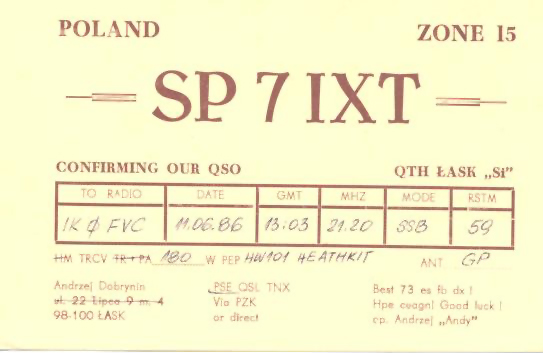 POLAND ZONE 15
SP 7 IXT
CONFIRMING OUR QSO QTH ŁASK „Si"
TO RADIO DATE GMT MHZ MODE RSTM
IKØFVC 11.06.86 13:03 21.20 SSB 59
HM TRCV TR+PA 180 W PEP HW101 HEATHKIT ANT GP
Andrzej Dobrynin PSE QSL TNX Best 73 es fb dx !
ul. 22 Lipca 9 m. 4 Via PZK Hpe cuagn! Good luck !
98-100 ŁASK or direct op. Andrzej „Andy"